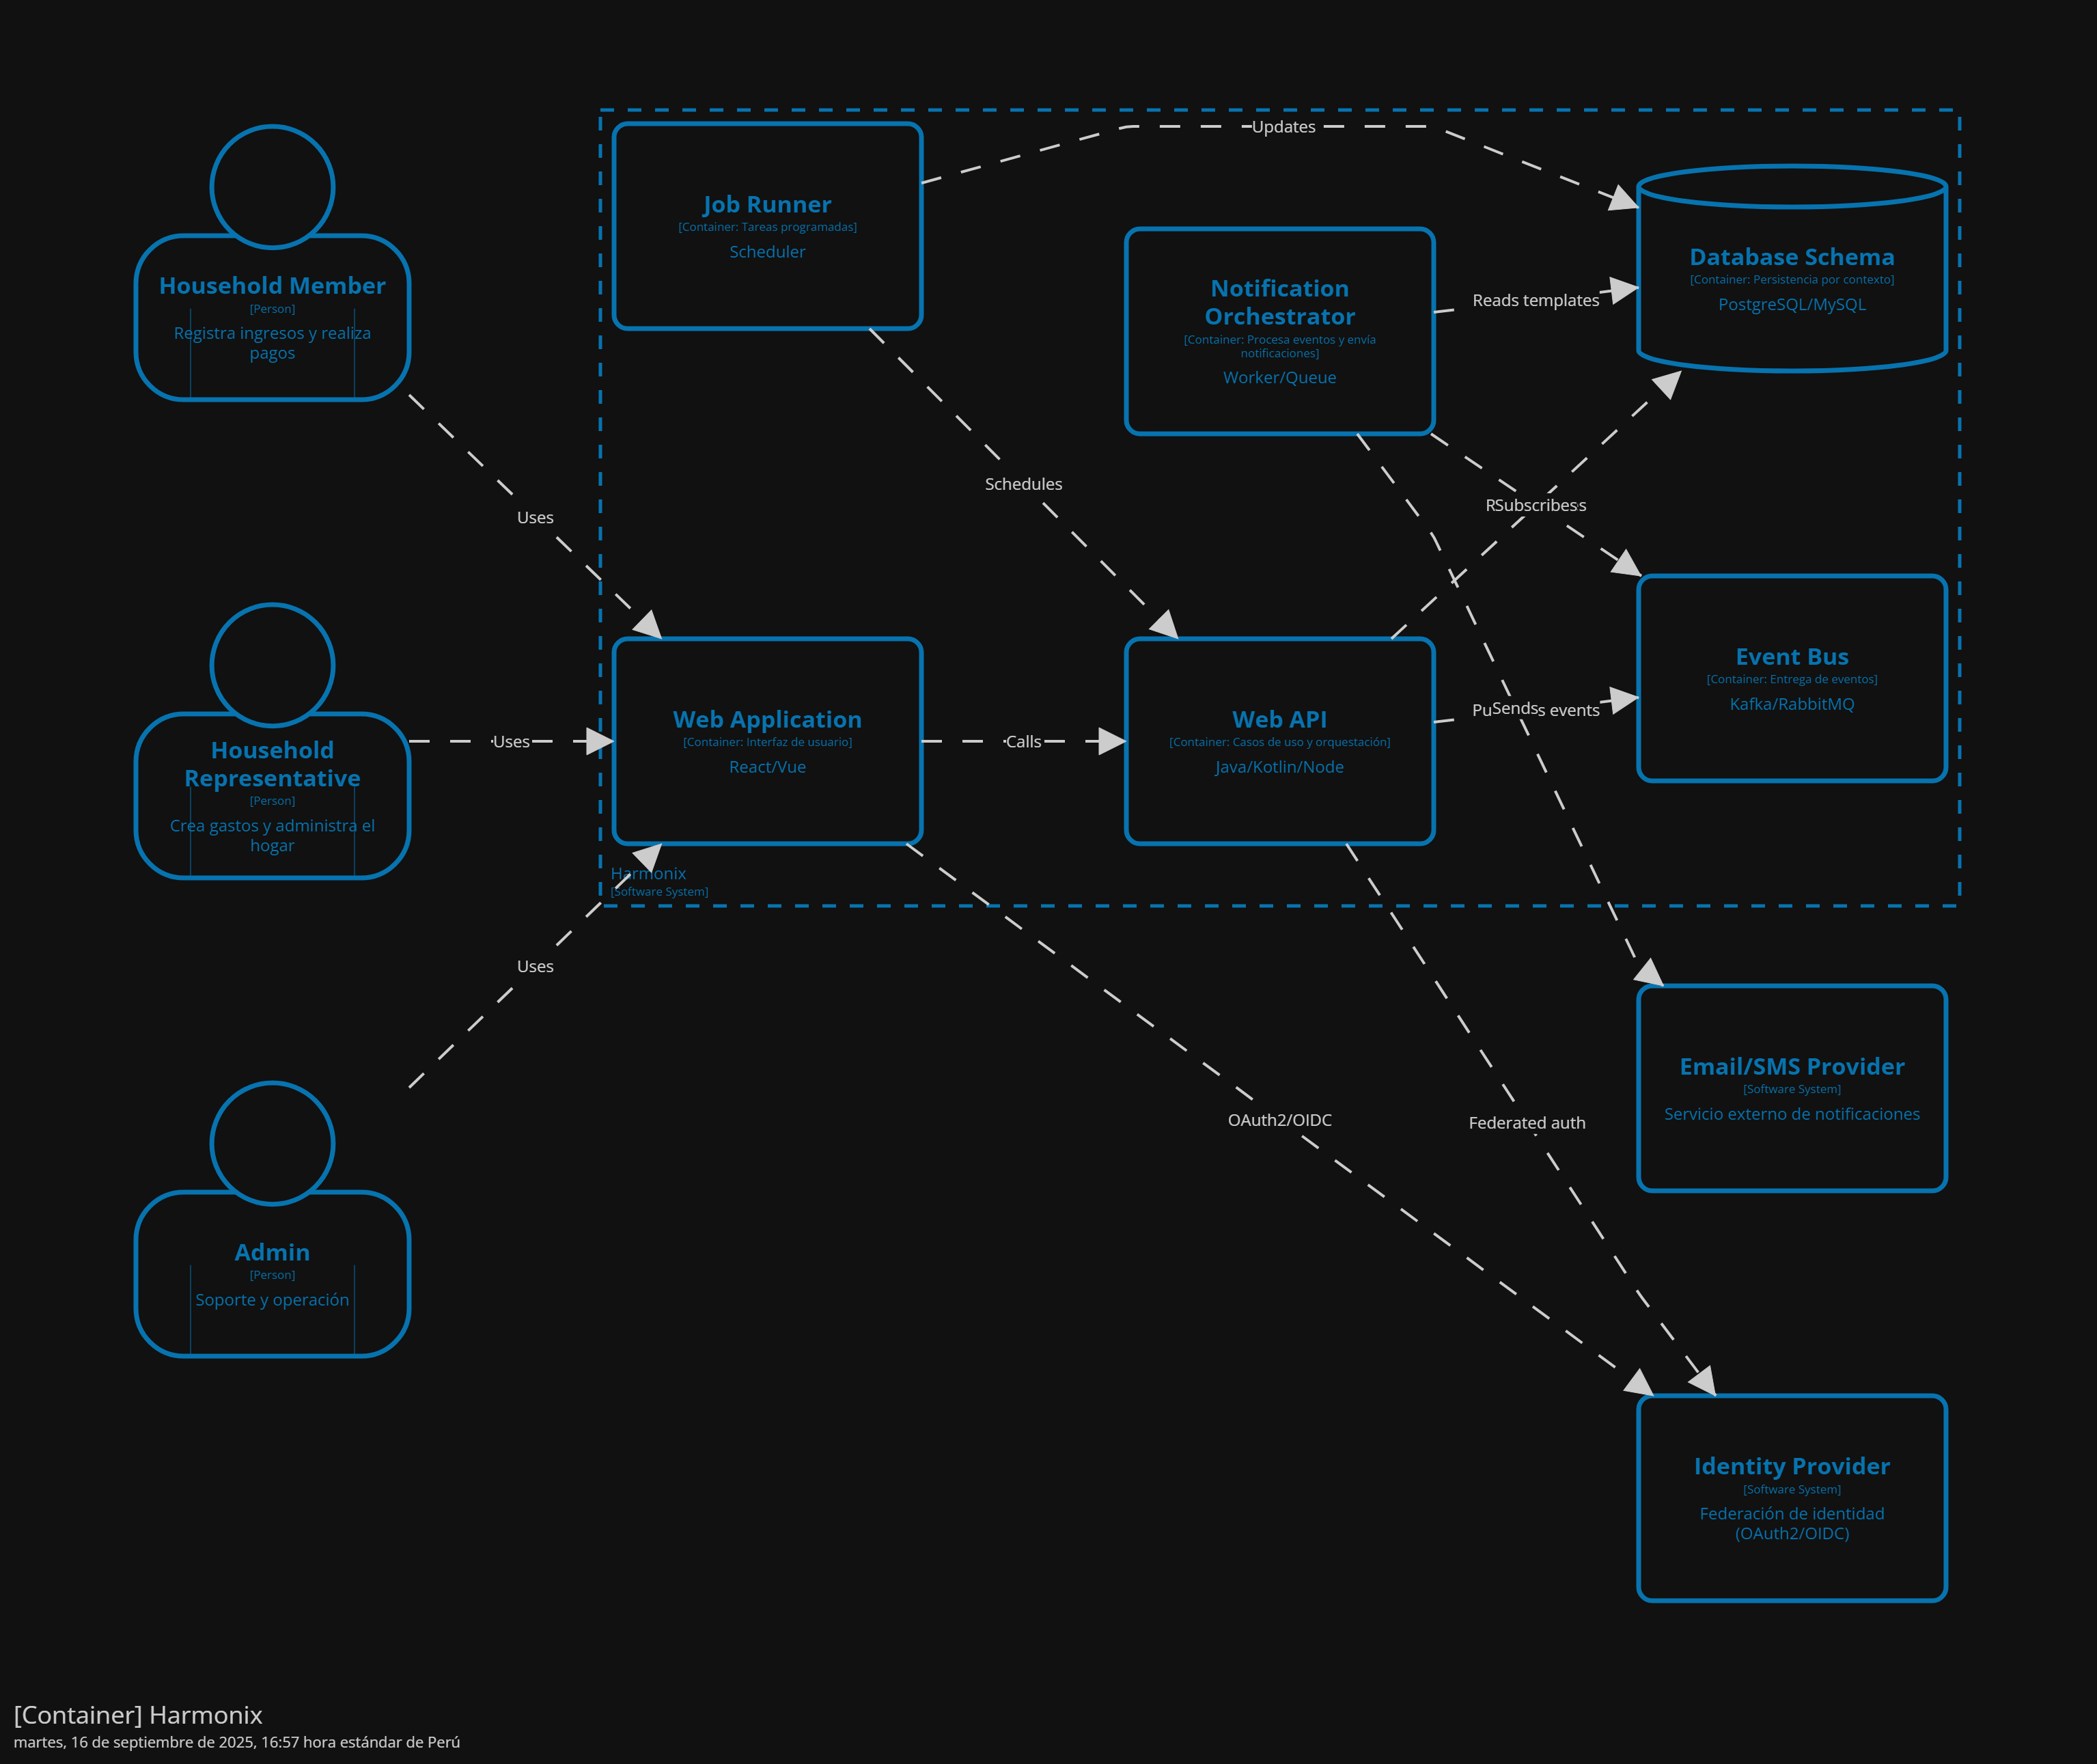 Updates
Job Runner
[Container: Tareas programadas]
Scheduler
Household Member
[Person]
Registra ingresos y realiza
pagos
Notification
Orchestrator
[Container: Procesa eventos y envía
notificaciones]
Worker/Queue
Reads templates
Database Schema
[Container: Persistencia por contexto]
PostgreSQL/MySQL
Uses
Schedules
Subscribes
Household
Representative
[Person]
Crea gastos y administra el
hogar
Uses
Web Application
[Container: Interfaz de usuario]
React/Vue
Calls
Web API
[Container: Casos de uso y orquestación]
Java/Kotlin/Node
Sends
events
Event Bus
[Container: Entrega de eventos]
Kafka/RabbitMQ
Harmonix
[Software System]
Uses
OAuth2/OIDC
Federated auth
Email/SMS Provider
[Software System]
Servicio externo de notificaciones
Admin
[Person]
Soporte y operación
Identity Provider
[Software System]
Federación de identidad
(OAuth2/OIDC)
[Container] Harmonix
martes, 16 de septiembre de 2025, 16:57 hora estándar de Perú